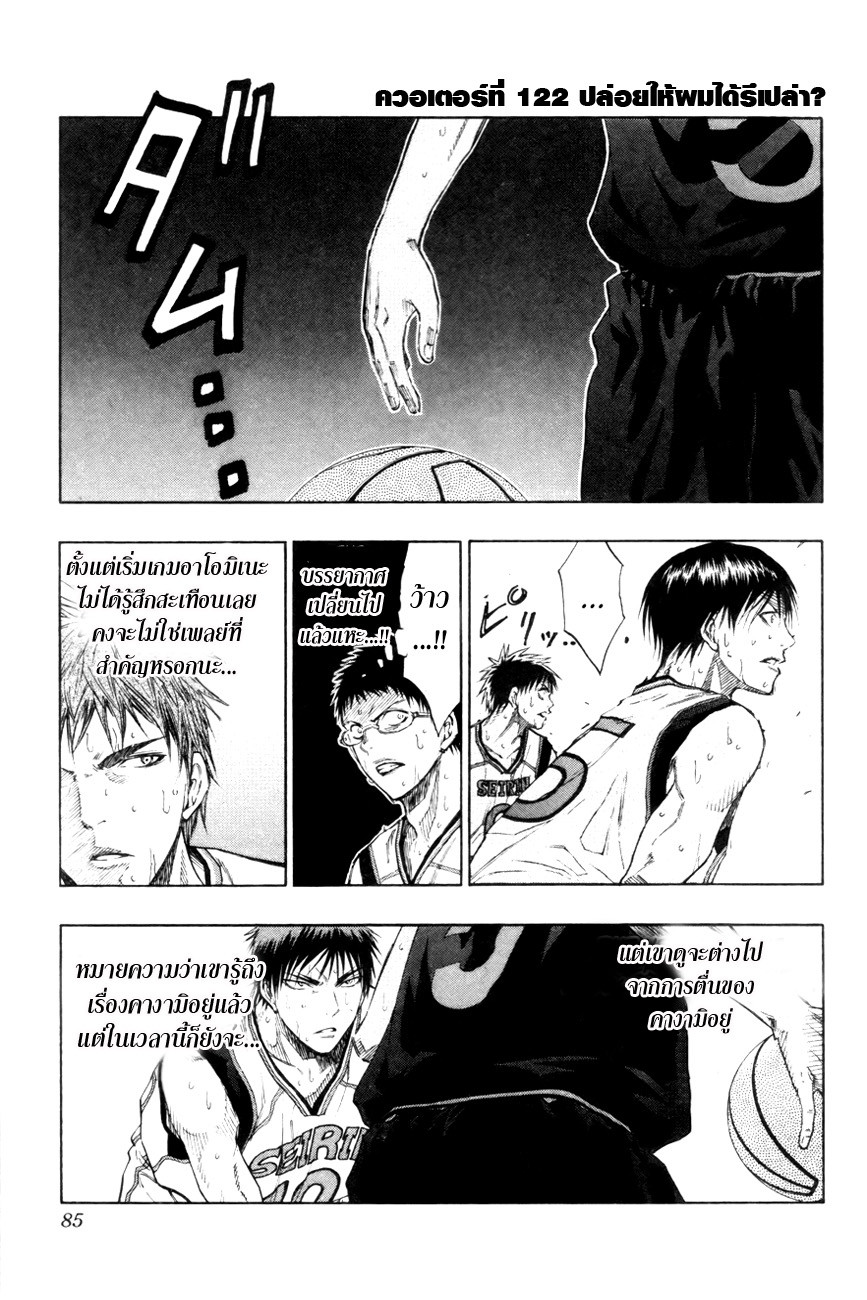 ควอเตอร์ที่ 122 ปล่อยให้ผมได้รึเปล่า?
...
ピリッ..
SEIRIN
ว้าว
...!!
บรรยากาศ
เปลี่ยนไป
แล้วแหะ...!!
ตั้งแต่เริ่มเกมอาโอมิเนะ
ไม่ได้รู้สึกสะเทือนเลย
คงจะไม่ใช่เพลย์ที่
สำคัญหรอกนะ...
แต่เขาดูจะต่างไป
จากการตื่นของ
คางามิอยู่
หมายความว่าเขารู้ถึง
เรื่องคางามิอยู่แล้ว
แต่ในเวลานี้ก็ยังจะ...
SEIRIN
10
85